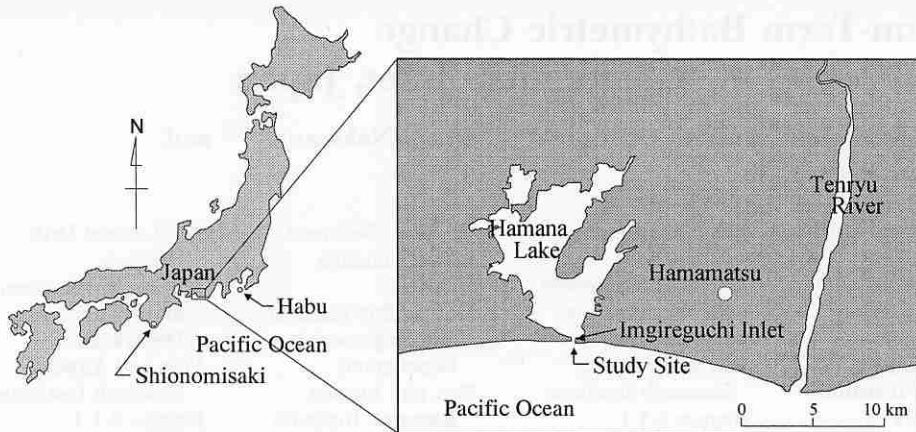 N
Japan
Habu
Pacific Ocean
Shionomisaki
Tenryu
River
Hamana
Lake
Hamamatsu
Imgireguchi Inlet
Study Site
Pacific Ocean
0 5 10 km